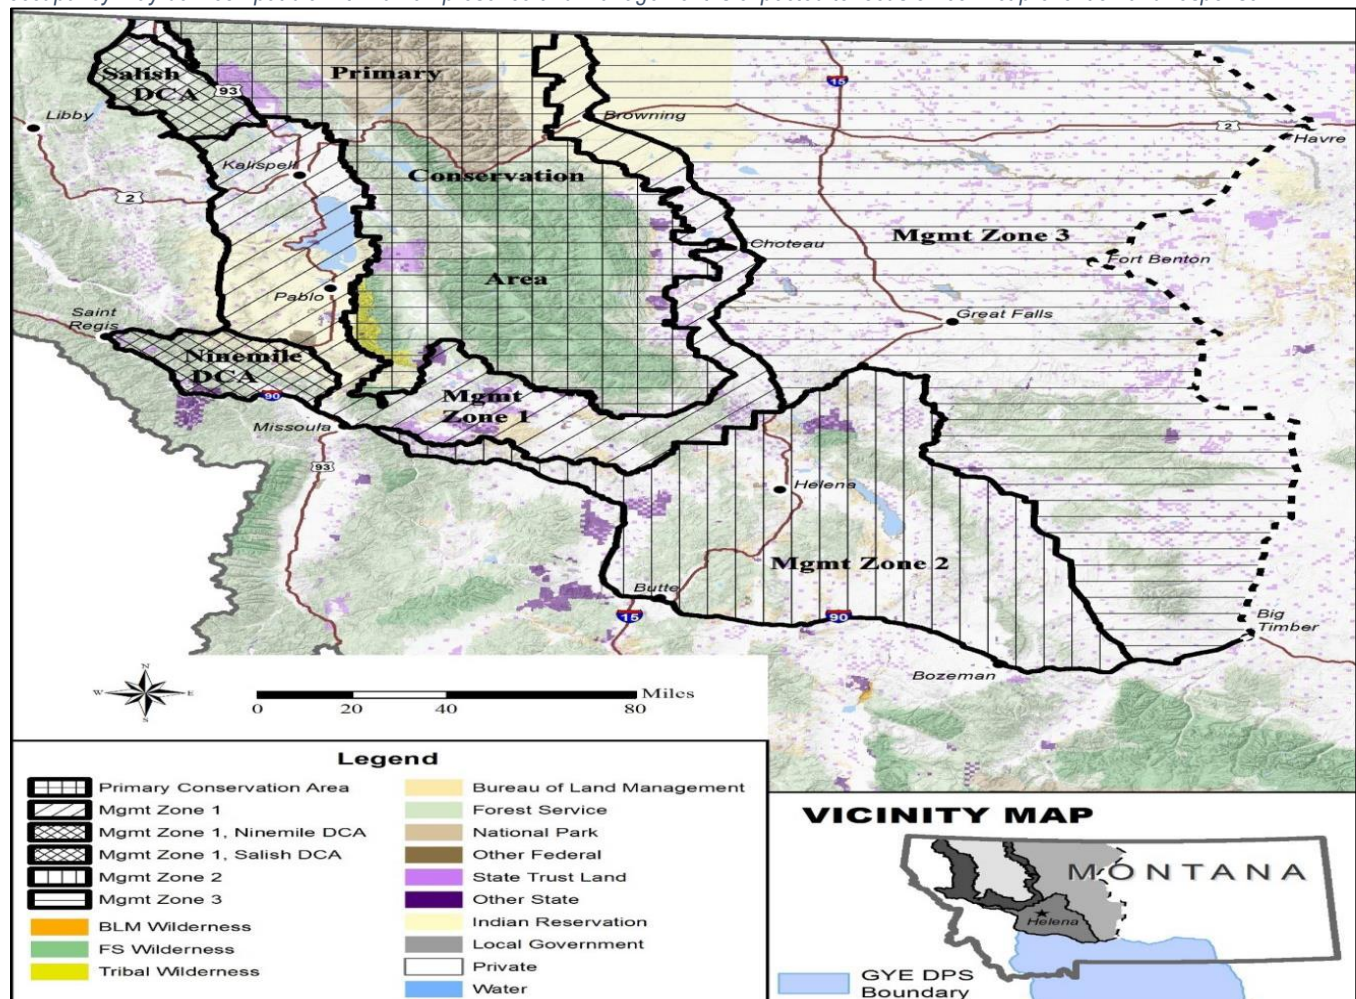 Salish
DCA
93
Primary
15
Libby
Browning
2
Havre
Kalispell
Conservation
2
Mgmt Zone 3
Choteau
Fort Benton
Area
Pablo
Saint
Regis
Great Falls
Ninemile
DCA
90
Mgmt
Zone 1
Missoula
93
Helena
Mgmt Zone 2
Butte
15
90
Big
Timber
Bozeman
N
W E
S
Miles
0 20 40 80
Legend
Primary Conservation Area
Mgmt Zone 1
Mgmt Zone 1, Ninemile DCA
Mgmt Zone 1, Salish DCA
Mgmt Zone 2
Mgmt Zone 3
BLM Wilderness
FS Wilderness
Tribal Wilderness
Bureau of Land Management
Forest Service
National Park
Other Federal
State Trust Land
Other State
Indian Reservation
Local Government
Private
Water
VICINITY MAP
MONTANA
Helena
GYE DPS
Boundary